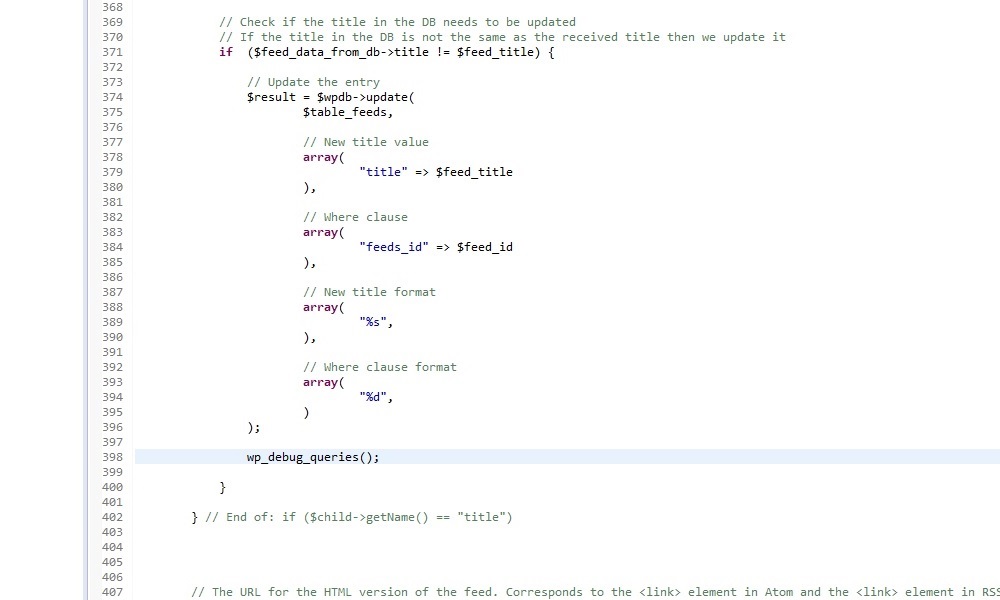 368
369 // Check if the title in the DB needs to be updated
370 // If the title in the DB is not the same as the received title then we update it
371 if ($feed_data_from_db->title != $feed_title) {
372
373 // Update the entry
374 $result = $wpdb->update(
375 $table_feeds,
376
377 // New title value
378 array(
379 "title" => $feed_title
380 ),
381
382 // Where clause
383 array(
384 "feeds_id" => $feed_id
385 ),
386
387 // New title format
388 array(
389 "%s",
390 ),
391
392 // Where clause format
393 array(
394 "%d",
395 )
396 );
397
398 wp_debug_queries();
399
400 }
401
402 } // End of: if ($child->getName() == "title")
403
404
405
406
407 // The URL for the HTML version of the feed. Corresponds to the <link> element in Atom and the <link> element in RSS